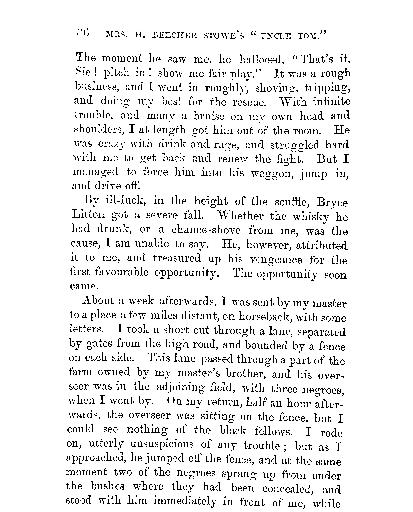 26 MRS. H. BEECHER STOWE'S "UNCLE TOM."
The moment he saw me, he hallooed, "That's it,
Sie! pitch in! show me fair play." It was a rough
business, and I went in roughly, shoving, tripping,
and doing my best for the rescue. With infinite
trouble, and many a bruise on my own head and
shoulders, I at length got him out of the room. He
was crazy with drink and rage, and struggled hard
with me to get back and renew the fight. But I
managed to force him into his waggon, jump in,
and drive off.
By ill-luck, in the height of the scuffle, Bryce
Litton got a severe fall. Whether the whisky he
had drunk, or a chance-shove from me, was the
cause, I am unable to say. He, however, attributed
it to me, and treasured up his vengeance for the
first favourable opportunity. The opportunity soon
came.
About a week afterwards, I was sent by my master
to a place a few miles distant, on horseback, with some
letters. I took a short cut through a lane, separated
by gates from the high road, and bounded by a fence
on each side. This lane passed through a part of the
farm owned by my master's brother, and his over-
seer was in the adjoining field, with three negroes,
when I went by. On my return, half an hour after-
wards, the overseer was sitting on the fence, but I
could see nothing of the black fellows. I rode
on, utterly unsuspicious of any trouble; but as I
approached, he jumped off the fence, and at the same
moment two of the negroes sprang up from under
the bushes where they had been concealed, and
stood with him immediately in front of me, while